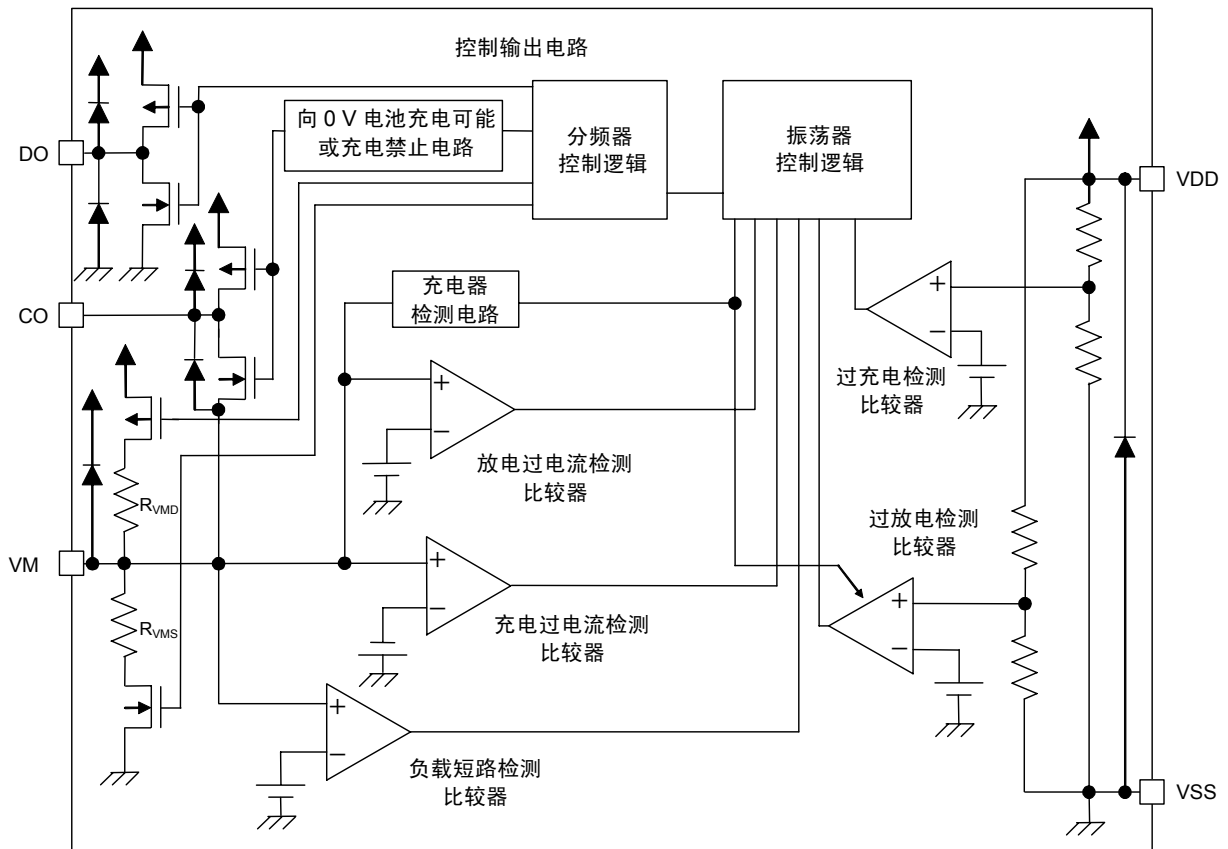 控制输出电路
向 0 V 电池充电可能
或充电禁止电路
分频器
控制逻辑
振荡器
控制逻辑
DO
VDD
充电器
检测电路
CO
+
−
过充电检测
比较器
+
−
放电过电流检测
比较器
RVMD
过放电检测
比较器
VM
+
−
充电过电流检测
比较器
+
−
RVMS
+
−
负载短路检测
比较器
VSS